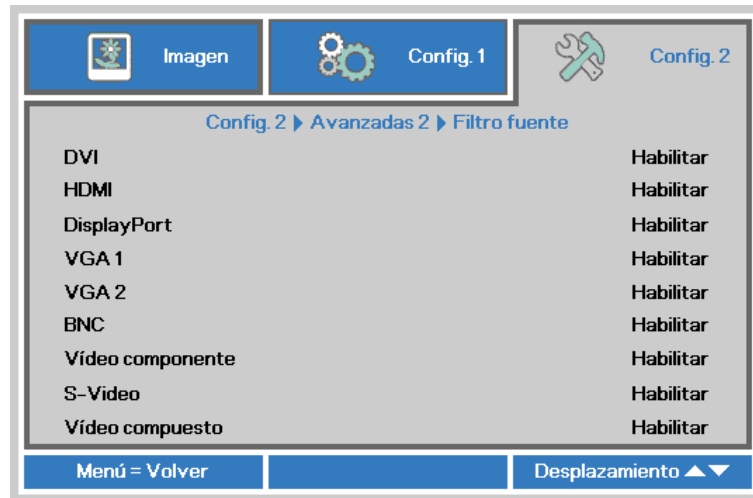 Imagen
Config. 1
Config. 2
Config. 2 ▶ Avanzadas 2 ▶ Filtro fuente
DVI Habilitar
HDMI Habilitar
DisplayPort Habilitar
VGA 1 Habilitar
VGA 2 Habilitar
BNC Habilitar
Vídeo componente Habilitar
S-Video Habilitar
Vídeo compuesto Habilitar
Menú = Volver
Desplazamiento ▲▼